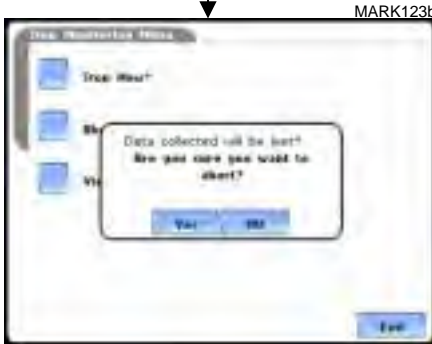 MARK123b
Stop Monitoring Menu
Stop Now*
Data collected will be lost*
Are you sure you want to
abort?
Yes NO
Exit